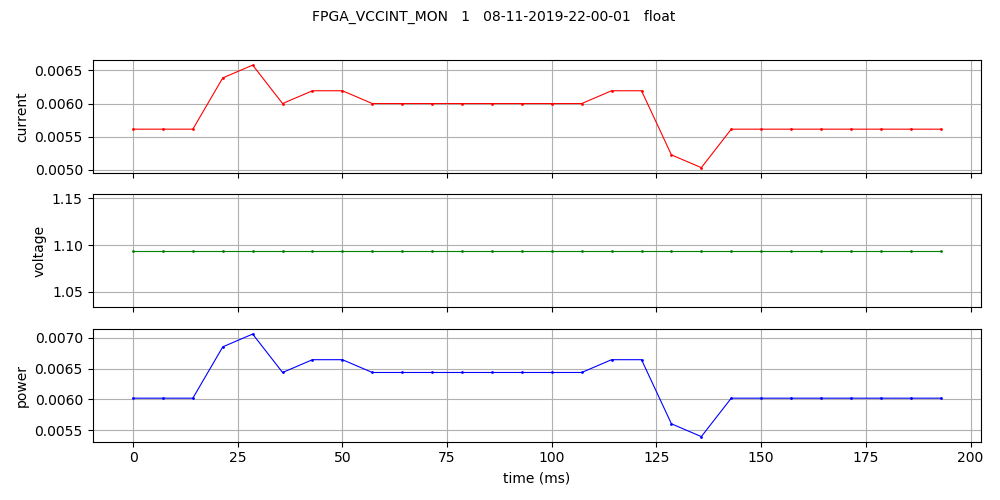 FPGA_VCCINT_MON 1 08-11-2019-22-00-01 float
0.0065
0.0060
0.0055
0.0050
current
1.15
1.10
1.05
voltage
0.0070
0.0065
0.0060
0.0055
power
0 25 50 75 100 125 150 175 200
time (ms)